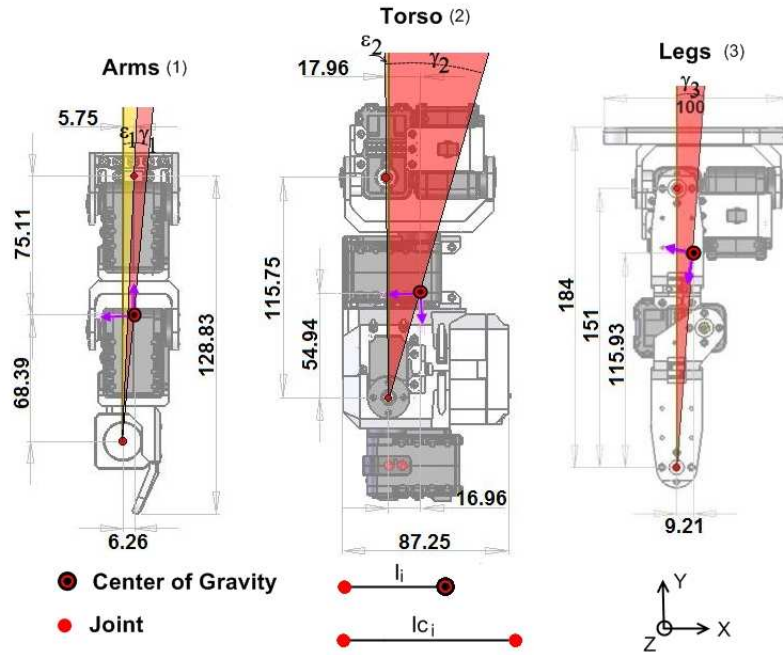 Arms (1)
Torso (2)
Legs (3)
5.75
ε1
γ1
75.11
68.39
128.83
6.26
ε2
17.96
γ2
115.75
54.94
16.96
87.25
γ3
100
184
151
115.93
9.21
Center of Gravity
Joint
li
lci
Y
Z
X